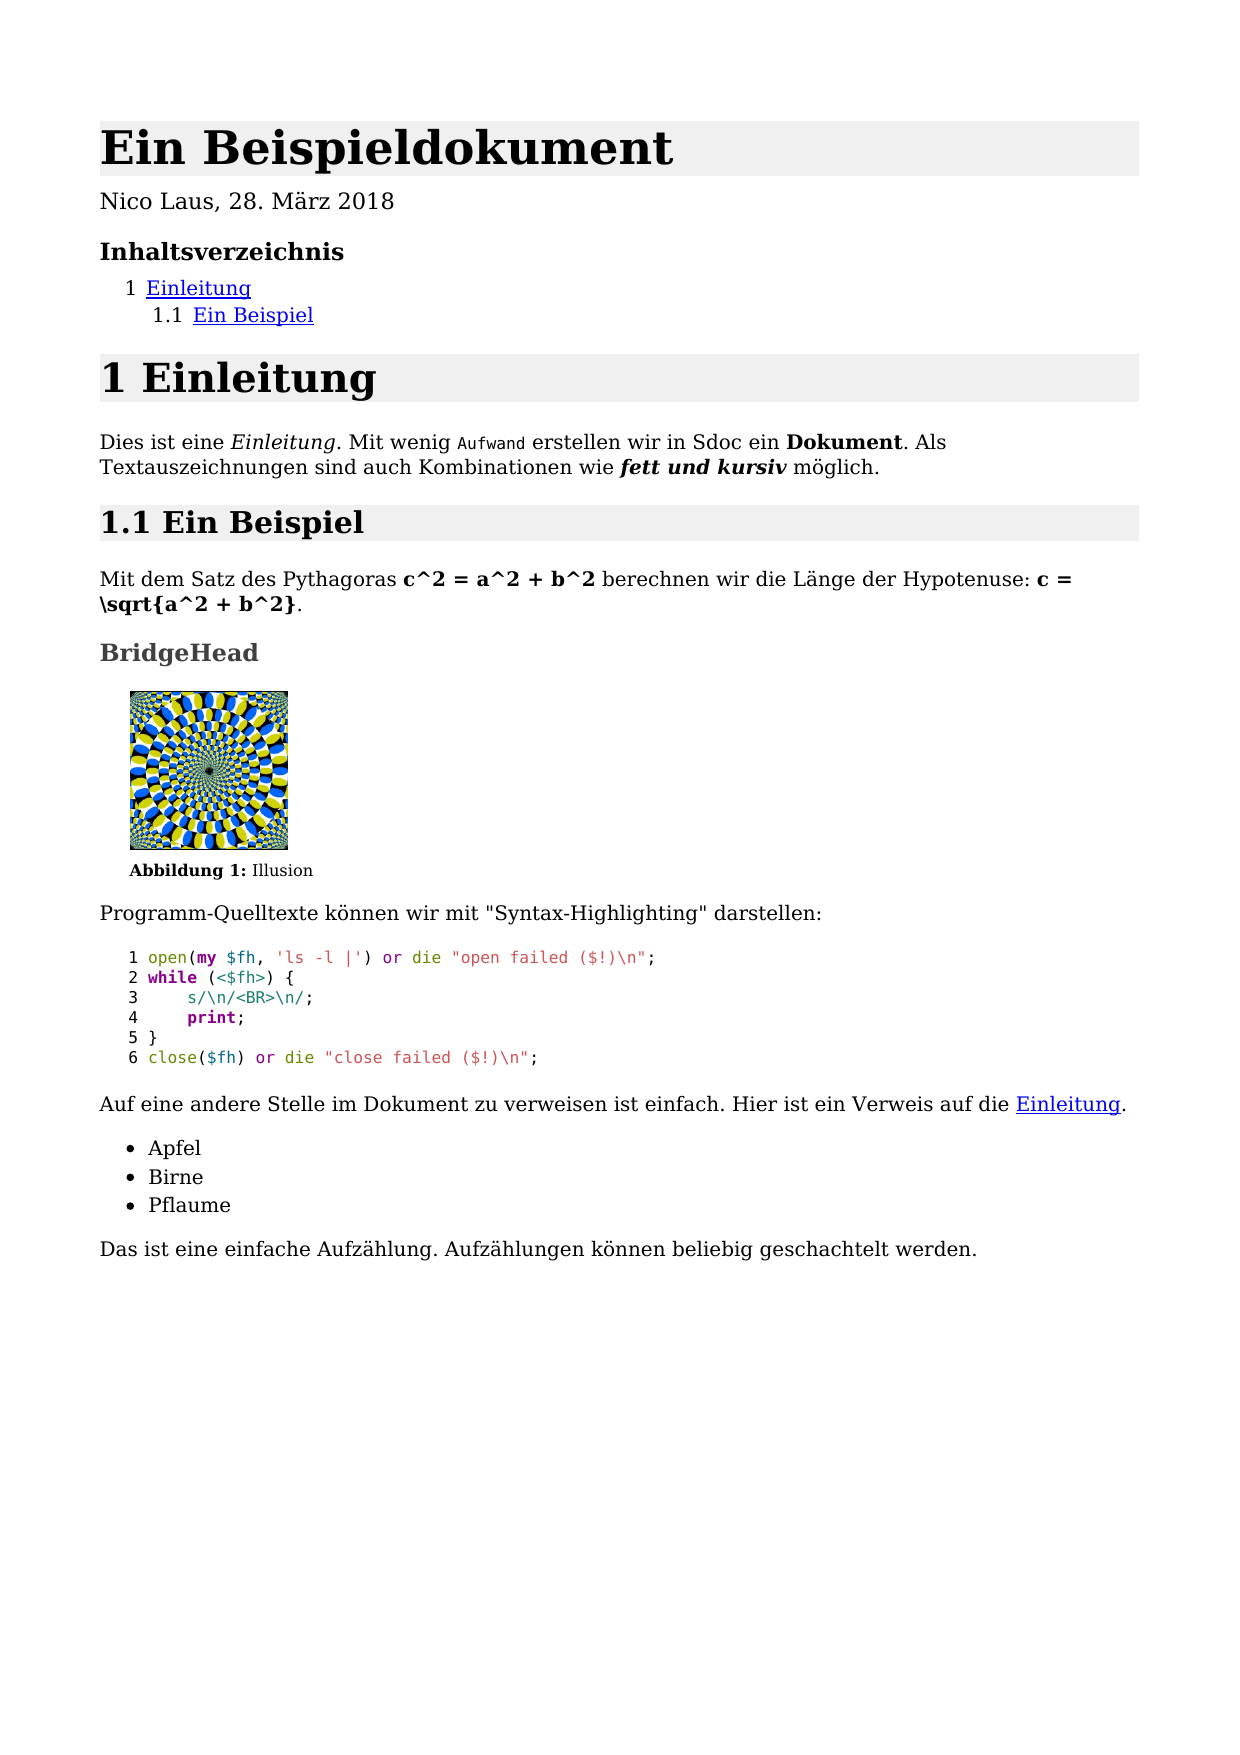 Ein Beispieldokument
Nico Laus, 28. März 2018
Inhaltsverzeichnis
1 Einleitung
1.1 Ein Beispiel
1 Einleitung
Dies ist eine Einleitung. Mit wenig Aufwand erstellen wir in Sdoc ein Dokument. Als
Textauszeichnungen sind auch Kombinationen wie fett und kursiv möglich.
1.1 Ein Beispiel
Mit dem Satz des Pythagoras c^2 = a^2 + b^2 berechnen wir die Länge der Hypotenuse: c =
\sqrt{a^2 + b^2}.
BridgeHead
Abbildung 1: Illusion
Programm-Quelltexte können wir mit "Syntax-Highlighting" darstellen:
1 open(my $fh, 'ls -l |') or die "open failed ($!)\n";
2 while (<$fh>) {
3     s/\n/<BR>\n/;
4     print;
5 }
6 close($fh) or die "close failed ($!)\n";
Auf eine andere Stelle im Dokument zu verweisen ist einfach. Hier ist ein Verweis auf die Einleitung.
• Apfel
• Birne
• Pflaume
Das ist eine einfache Aufzählung. Aufzählungen können beliebig geschachtelt werden.